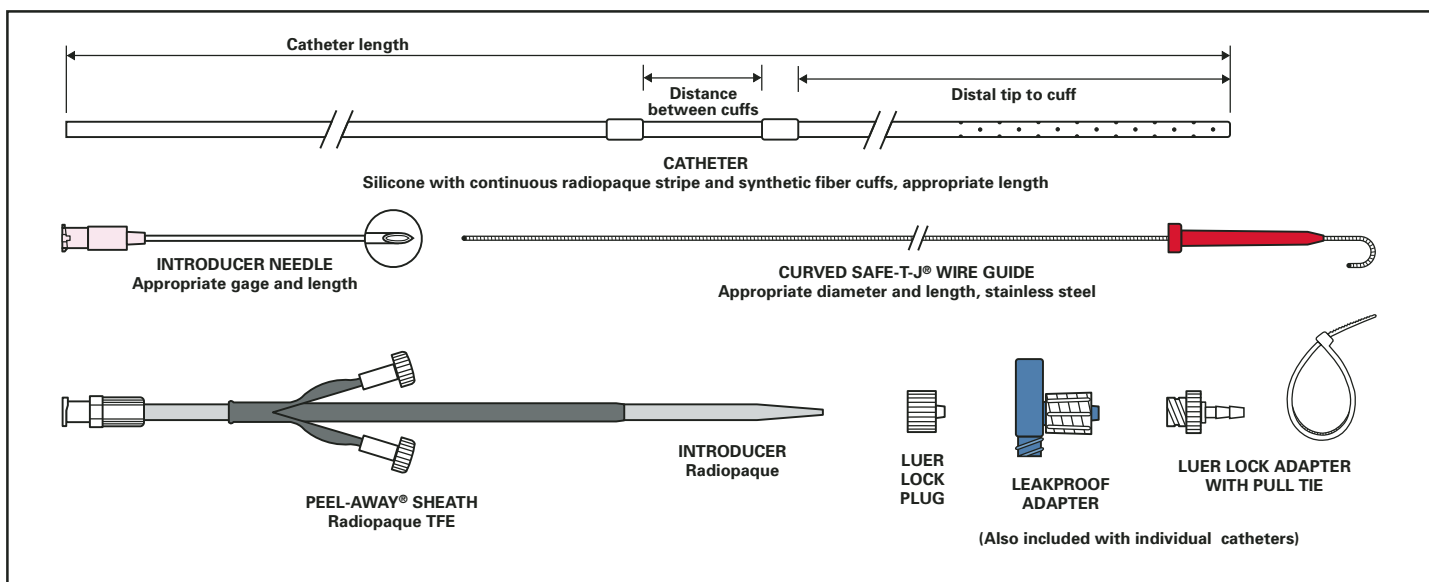 Catheter length
Distance
between cuffs
Distal tip to cuff
CATHETER
Silicone with continuous radiopaque stripe and synthetic fiber cuffs, appropriate length
INTRODUCER NEEDLE
Appropriate gage and length
CURVED SAFE-T-J® WIRE GUIDE
Appropriate diameter and length, stainless steel
INTRODUCER
Radiopaque
PEEL-AWAY® SHEATH
Radiopaque TFE
LUER
LOCK
PLUG
LEAKPROOF
ADAPTER
LUER LOCK ADAPTER
WITH PULL TIE
(Also included with individual catheters)